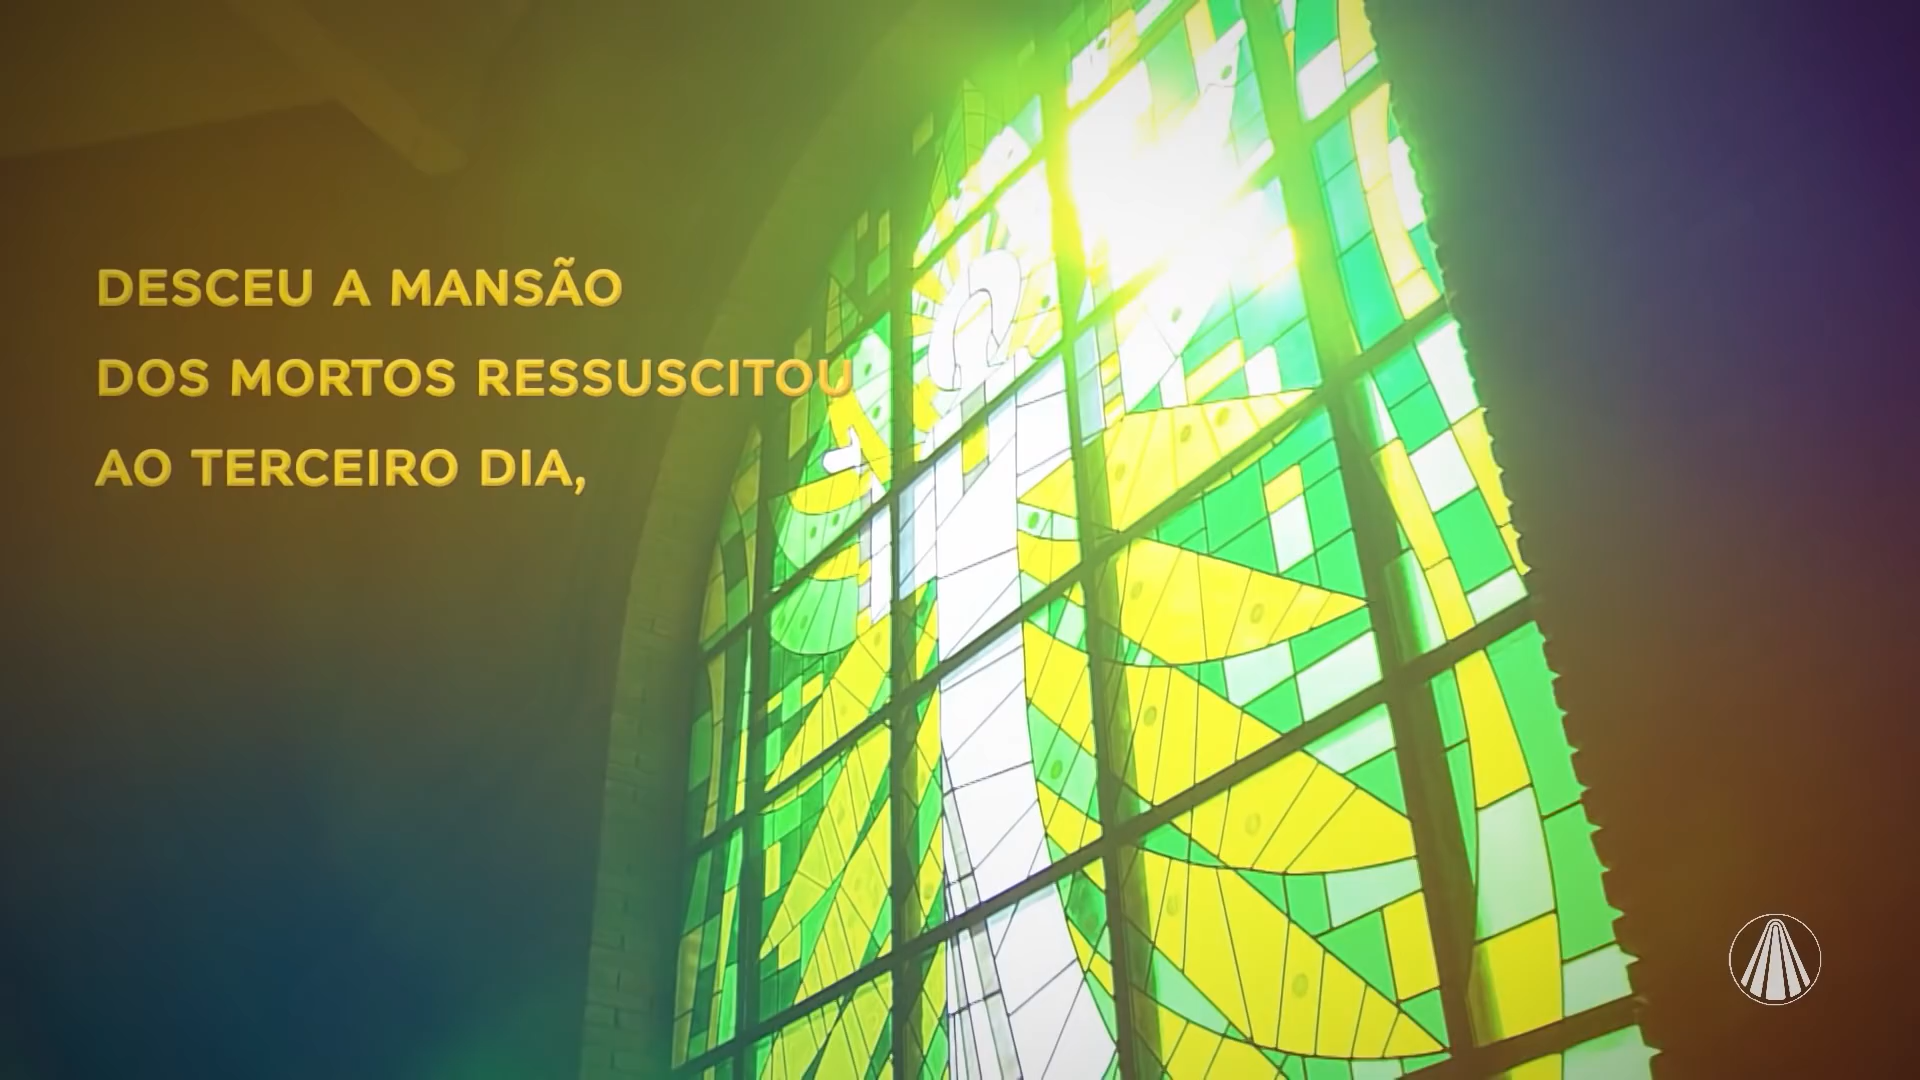 DESCEU A MANSÃO
DOS MORTOS RESSUSCITOU
AO TERCEIRO DIA,